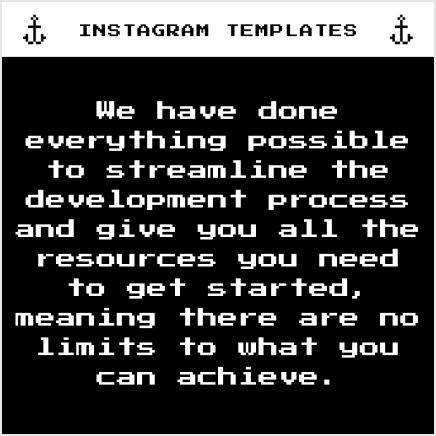 INSTAGRAM TEMPLATES
We have done
everything possible
to streamline the
development process
and give you all the
resources you need
to get started,
meaning there are no
limits to what you
can achieve.